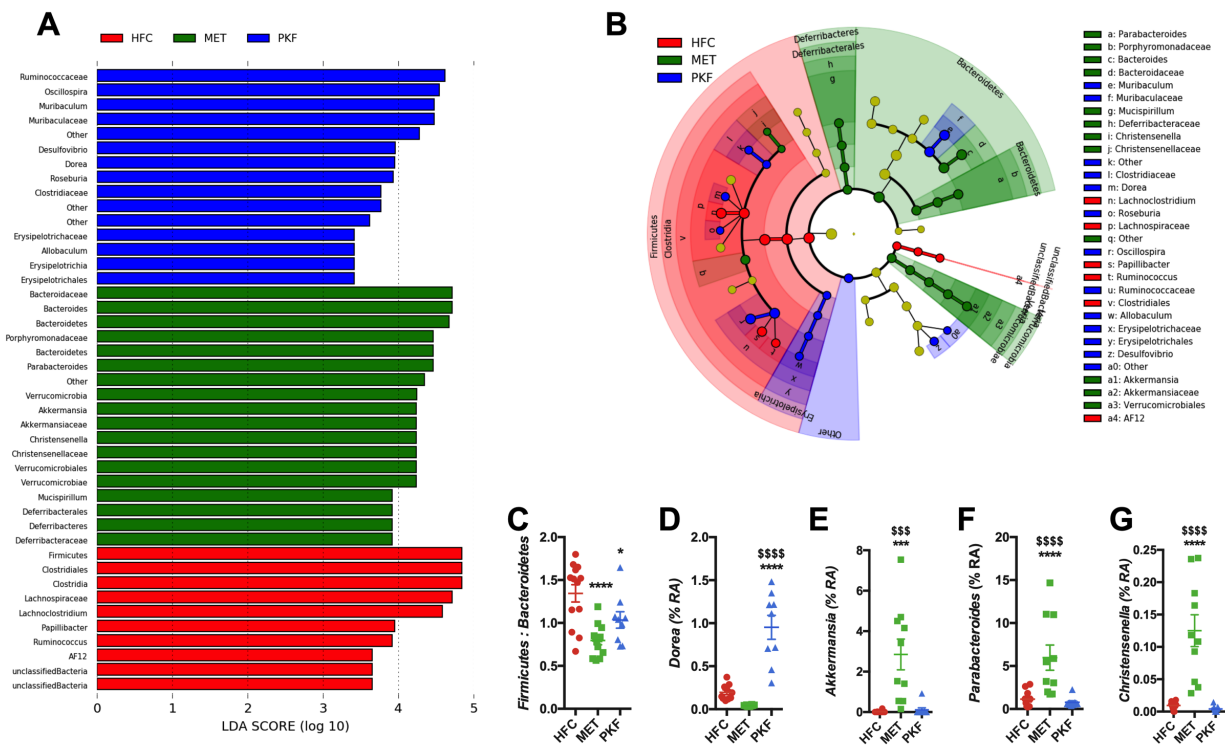 A
HFC MET PKF
Ruminococcaceae
Oscillospira
Muribaculum
Muribaculaceae
Other
Desulfovibrio
Dorea
Roseburia
Clostridiaceae
Other
Other
Erysipelotrichaceae
Allobaculum
Erysipelotrichia
Erysipelotrichales
Bacteroidaceae
Bacteroides
Bacteroidetes
Porphyromonadaceae
Bacteroidetes
Parabacteroides
Other
Verrucomicrobia
Akkermansia
Akkermansiaceae
Christensenella
Christensenellaceae
Verrucomicrobiales
Verrucomicrobiae
Mucispirillum
Deferribacterales
Deferribacteres
Deferribacteraceae
Firmicutes
Clostridiales
Clostridia
Lachnospiraceae
Lachnoclostridium
Papillibacter
Ruminococcus
AF12
unclassifiedBacteria
unclassifiedBacteria
0 1 2 3 4 5
LDA SCORE (log 10)
B
HFC
MET
PKF
Deferribacteres
Deferribacterales
h
g
Bacteroidetes
f
e
d
c
Bacteroidetes
b
a
unclassifiedBacteria
unclassifiedBacteria
a4
a3
a2
a1
a0
z
Other
Erysipelotrichia
y
x
w
u
t
s
r
q
v
p
o
n
m
l
k
j
i
Firmicutes
Clostridia
a: Parabacteroides
b: Porphyromonadaceae
c: Bacteroides
d: Bacteroidaceae
e: Muribaculum
f: Muribaculaceae
g: Mucispirillum
h: Deferribacteraceae
i: Christensenella
j: Christensenellaceae
k: Other
l: Clostridiaceae
m: Dorea
n: Lachnoclostridium
o: Roseburia
p: Lachnospiraceae
q: Other
r: Oscillospira
s: Papillibacter
t: Ruminococcus
u: Ruminococcaceae
v: Clostridiales
w: Allobaculum
x: Erysipelotrichaceae
y: Erysipelotrichales
z: Desulfovibrio
a0: Other
a1: Akkermansia
a2: Akkermansiaceae
a3: Verrucomicrobiales
a4: AF12
C
Firmicutes : Bacteroidetes
2.0
1.5
1.0
0.5
0.0
****
*
HFC MET PKF
D
Dorea (% RA)
2.0
1.5
1.0
0.5
0.0
$$$$
****
HFC MET PKF
E
Akkermansia (% RA)
8
6
4
2
0
$$$
***
HFC MET PKF
F
Parabacteroides (% RA)
20
15
10
5
0
$$$$
****
HFC MET PKF
G
Christensenella (% RA)
0.25
0.20
0.15
0.10
0.05
0.00
$$$$
****
HFC MET PKF